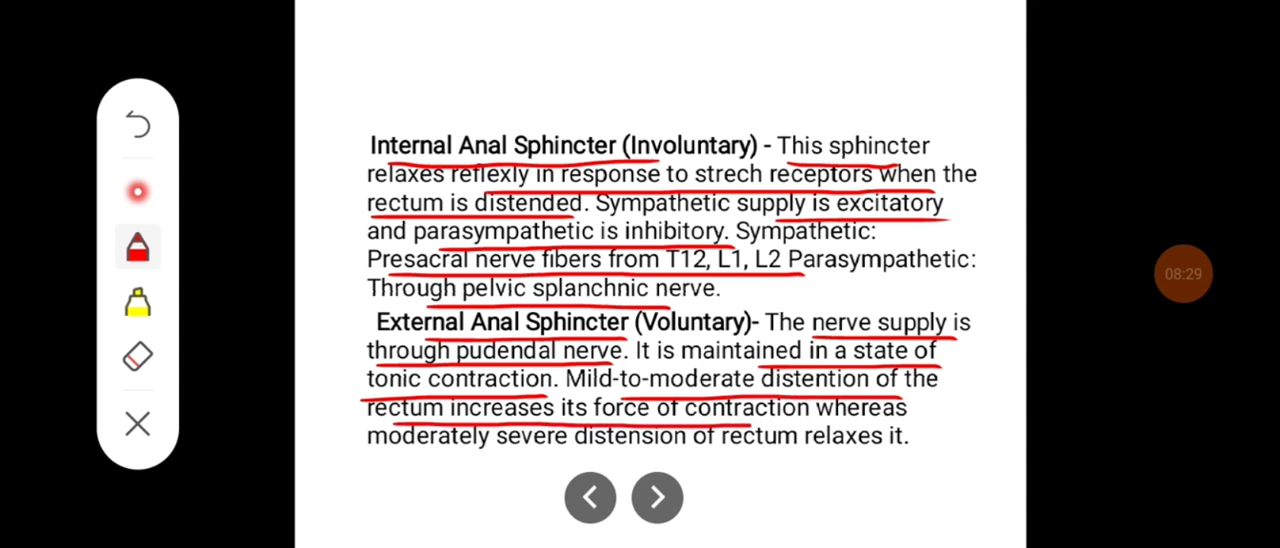 Internal Anal Sphincter (Involuntary) - This sphincter
relaxes reflexly in response to strech receptors when the
rectum is distended. Sympathetic supply is excitatory
and parasympathetic is inhibitory. Sympathetic:
Presacral nerve fibers from T12, L1, L2 Parasympathetic:
Through pelvic splanchnic nerve.
External Anal Sphincter (Voluntary)- The nerve supply is
through pudendal nerve. It is maintained in a state of
tonic contraction. Mild-to-moderate distention of the
rectum increases its force of contraction whereas
moderately severe distension of rectum relaxes it.
08:29